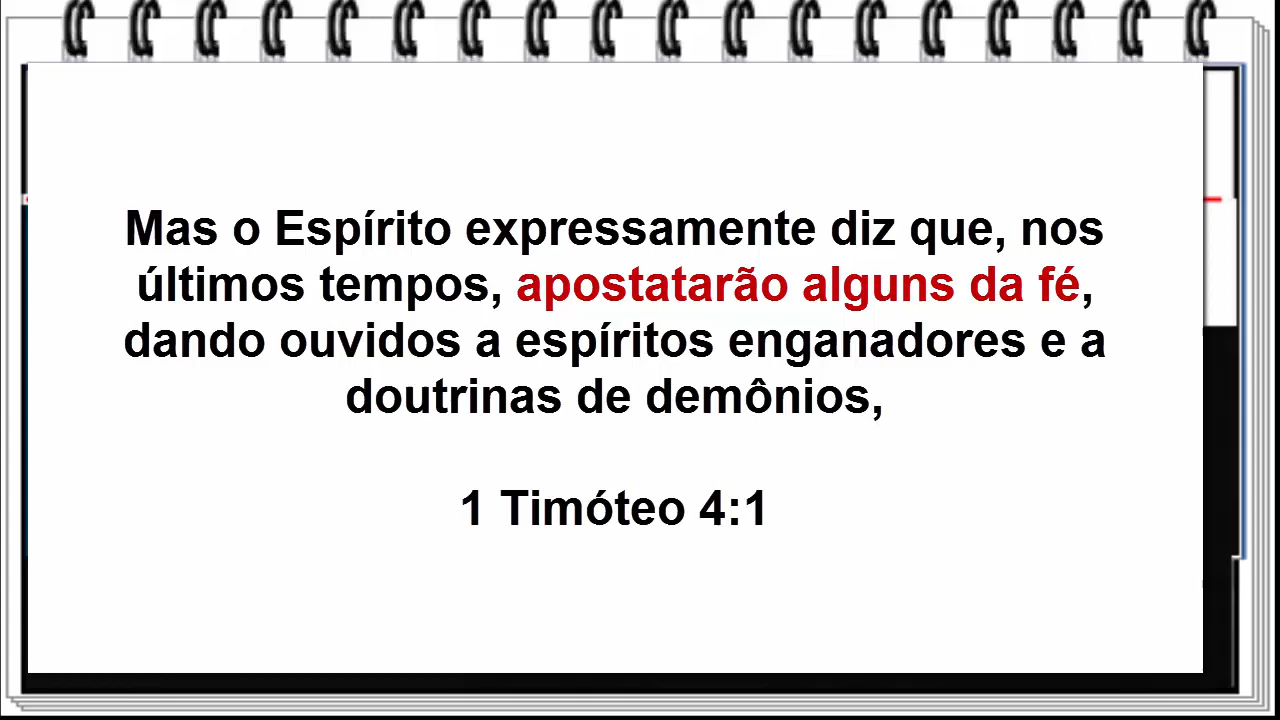 Mas o Espírito expressamente diz que, nos
últimos tempos, apostatarão alguns da fé,
dando ouvidos a espíritos enganadores e a
doutrinas de demônios,
1 Timóteo 4:1